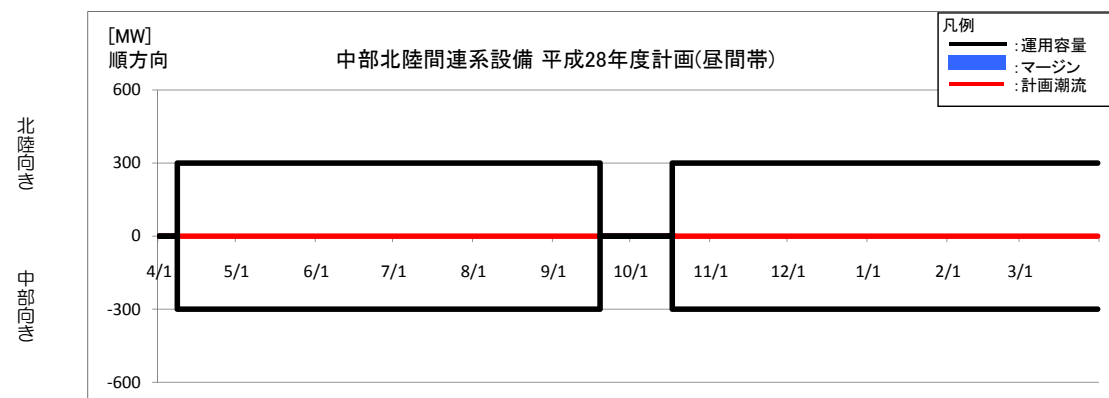 [MW]
順方向
中部北陸間連系設備 平成28年度計画(昼間帯)
凡例
:運用容量
:マージン
:計画潮流
北陸向き
中部向き
600
300
0
-300
-600
4/1 5/1 6/1 7/1 8/1 9/1 10/1 11/1 12/1 1/1 2/1 3/1